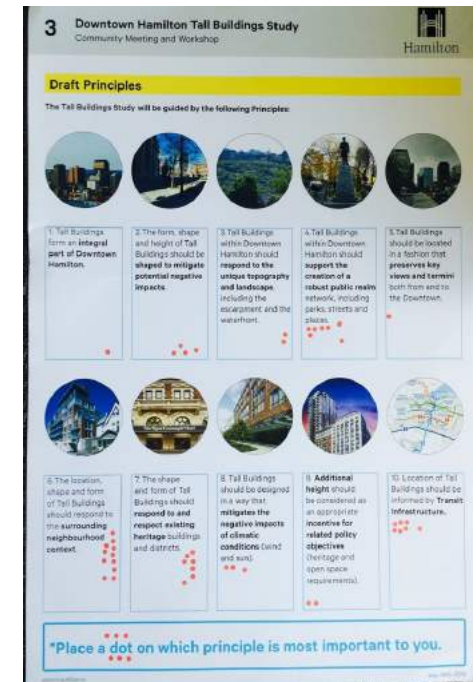 3
Downtown Hamilton Tall Buildings Study
Community Meeting and Workshop
Hamilton
Draft Principles
The Tall Buildings Study will be guided by the following Principles:
1. Tall Buildings
form an integral
part of Downtown
Hamilton.
2. The form, shape
and height of Tall
Buildings should be
shaped to mitigate
potential negative
impacts.
3. Tall Buildings
within Downtown
Hamilton should
respond to the
unique topography
and landscape,
including the
escarpment and the
waterfront.
4. Tall Buildings
within Downtown
Hamilton should
support the
creation of a
robust public realm
network, including
parks, streets and
places.
5. Tall Buildings
should be located
in a fashion that
preserves key
views and termini
both from and to
the Downtown.
6. The location,
shape and form
of Tall Buildings
should respond to
the surrounding
neighbourhood
context.
7. The shape
and form of Tall
Buildings should
respond to and
respect existing
heritage buildings
and districts.
8. Tall Buildings
should be designed
in a way that
mitigates the
negative impacts
of climatic
conditions (wind
and sun).
9. Additional
height should
be considered as
an appropriate
incentive for
related policy
objectives
(heritage and
open space
requirements).
10. Location of Tall
Buildings should be
informed by Transit
Infrastructure.
*Place a dot on which principle is most important to you.